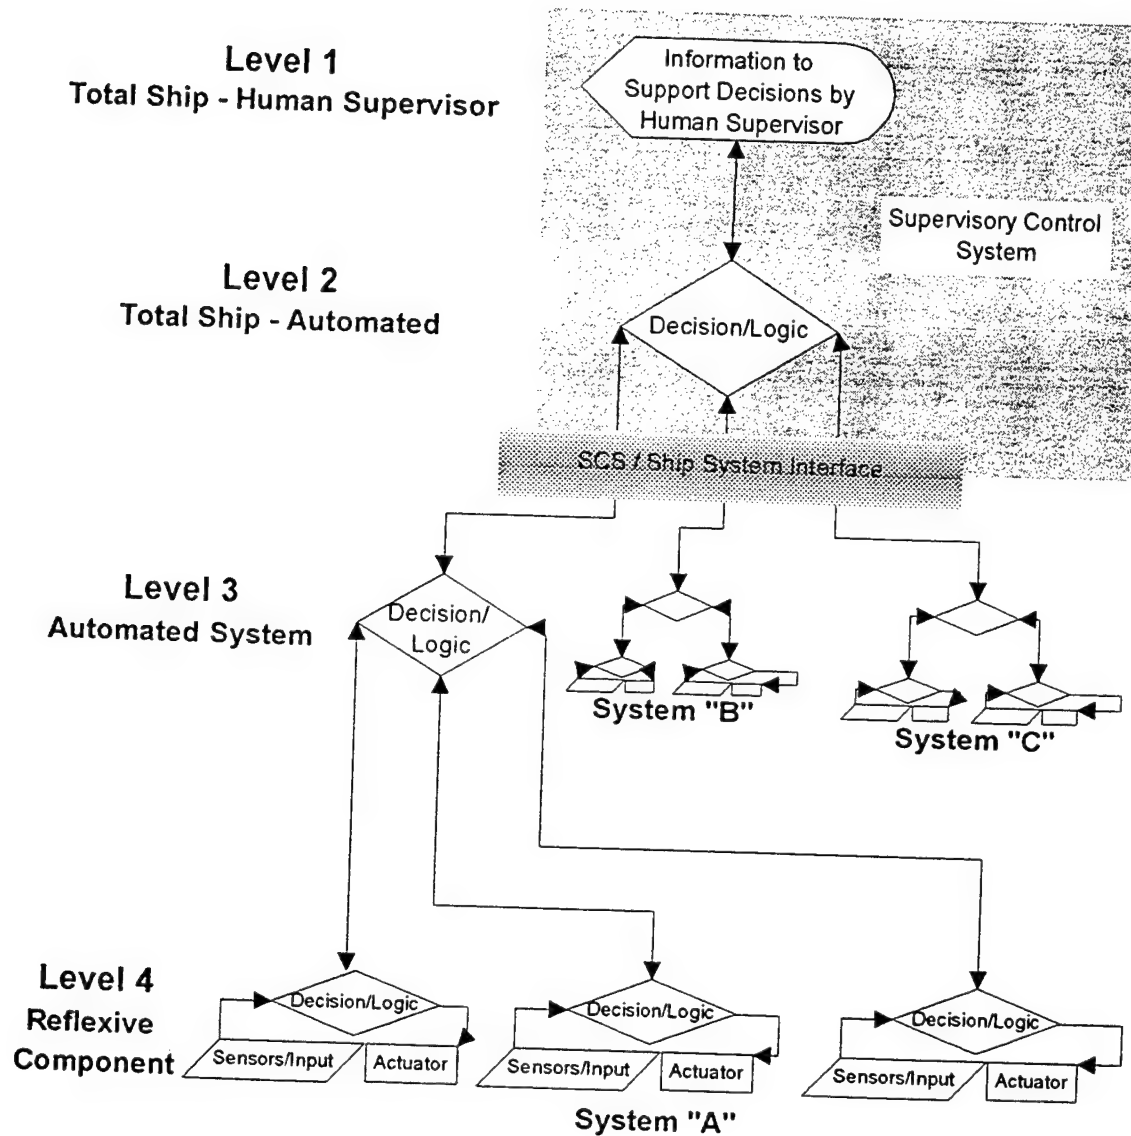 Level 1
Total Ship - Human Supervisor
Information to
Support Decisions by
Human Supervisor
Supervisory Control
System
Level 2
Total Ship - Automated
Decision/Logic
SCS / Ship System Interface
Level 3
Automated System
Decision/
Logic
System "B"
System "C"
Level 4
Reflexive
Component
Decision/Logic
Sensors/Input
Actuator
Decision/Logic
Sensors/Input
Actuator
Decision/Logic
Sensors/Input
Actuator
System "A"